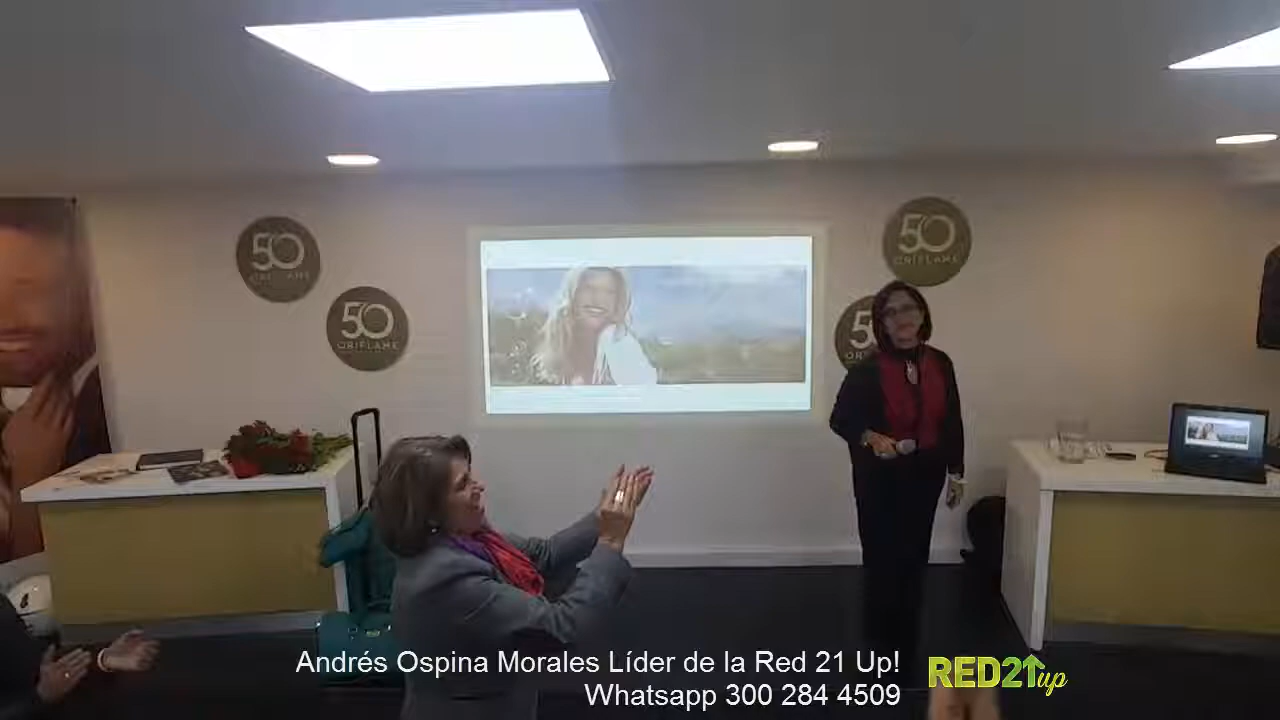 50
ORIFLAME
50
ORIFLAME
50
ORIFLAME
50
Andrés Ospina Morales Líder de la Red 21 Up!
Whatsapp 300 284 4509
RED21up